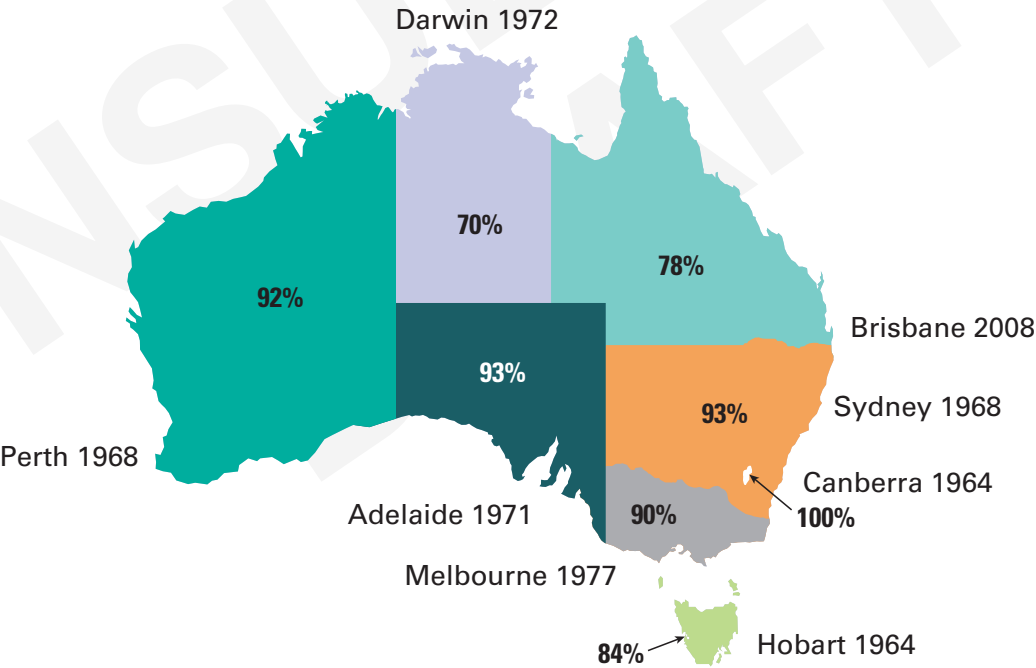 Darwin 1972
70%
78%
92%
Brisbane 2008
93%
93%
Sydney 1968
Perth 1968
Canberra 1964
100%
Adelaide 1971
90%
Melbourne 1977
84%
Hobart 1964